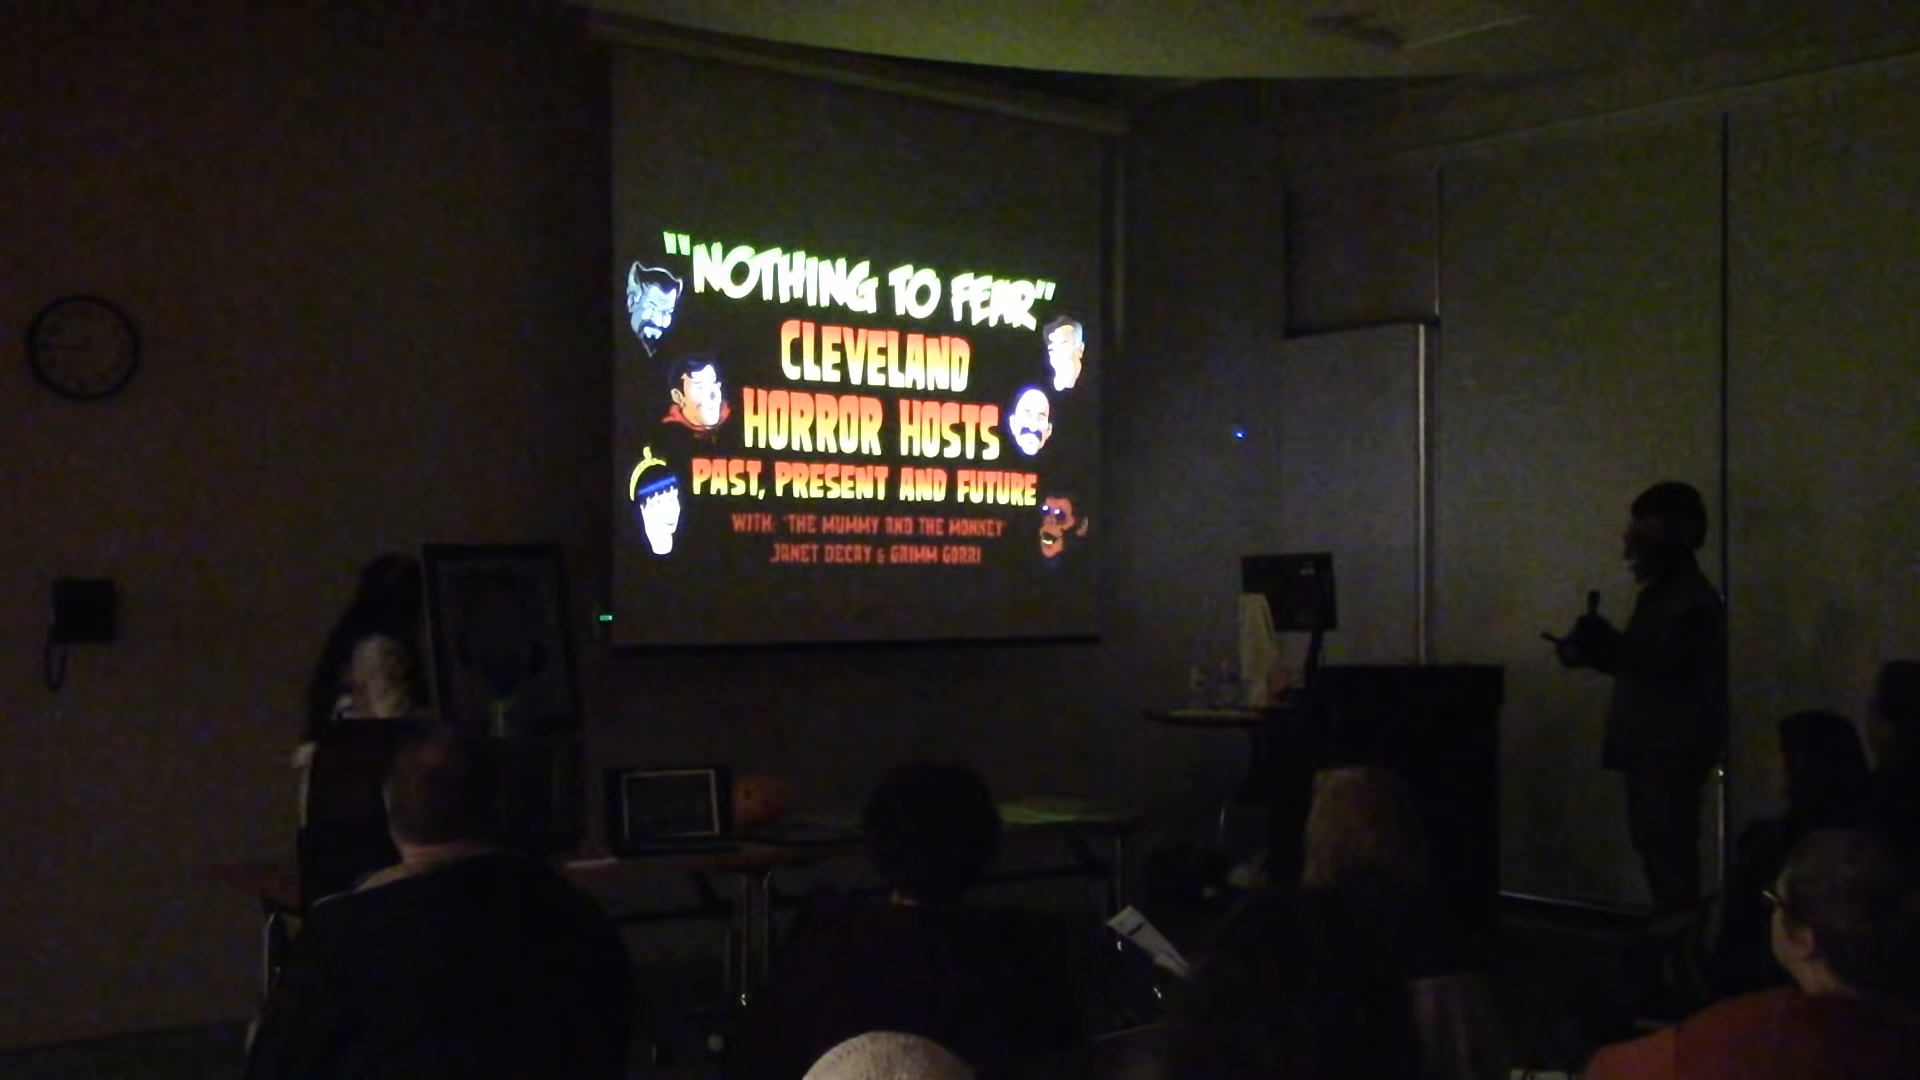 "NOTHING TO FEAR"
CLEVELAND
HORROR HOSTS
PAST, PRESENT AND FUTURE
WITH: "THE MUMMY AND THE MONKEY"
JANET DECAY & GRIMM GORRI